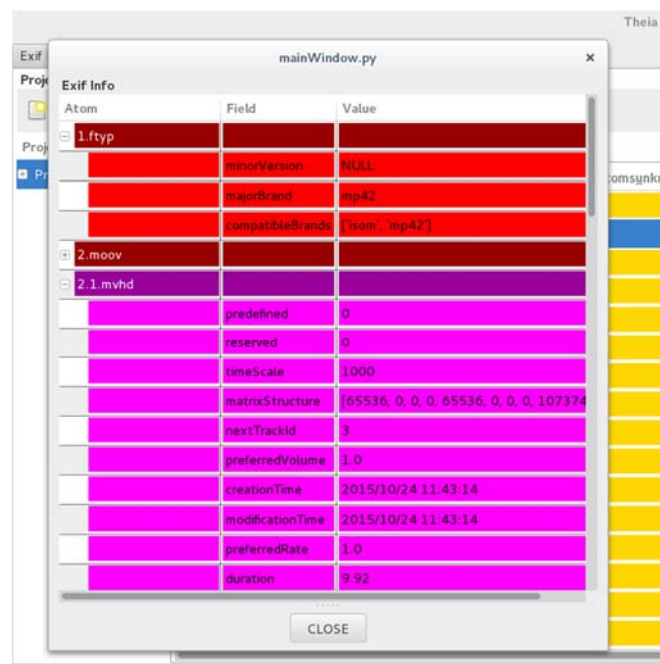 Theia
Exif
mainWindow.py
×
Proje
Exif Info
Atom Field Value
1.ftyp
minorVersion NULL
majorBrand mp42
compatibleBrands ['isom', 'mp42']
2.moov
2.1.mvhd
predefined 0
reserved 0
timeScale 1000
matrixStructure [65536, 0, 0, 0, 65536, 0, 0, 0, 107374
nextTrackId 3
preferredVolume 1.0
creationTime 2015/10/24 11:43:14
modificationTime 2015/10/24 11:43:14
preferredRate 1.0
duration 9.92
Proj
Pr
CLOSE